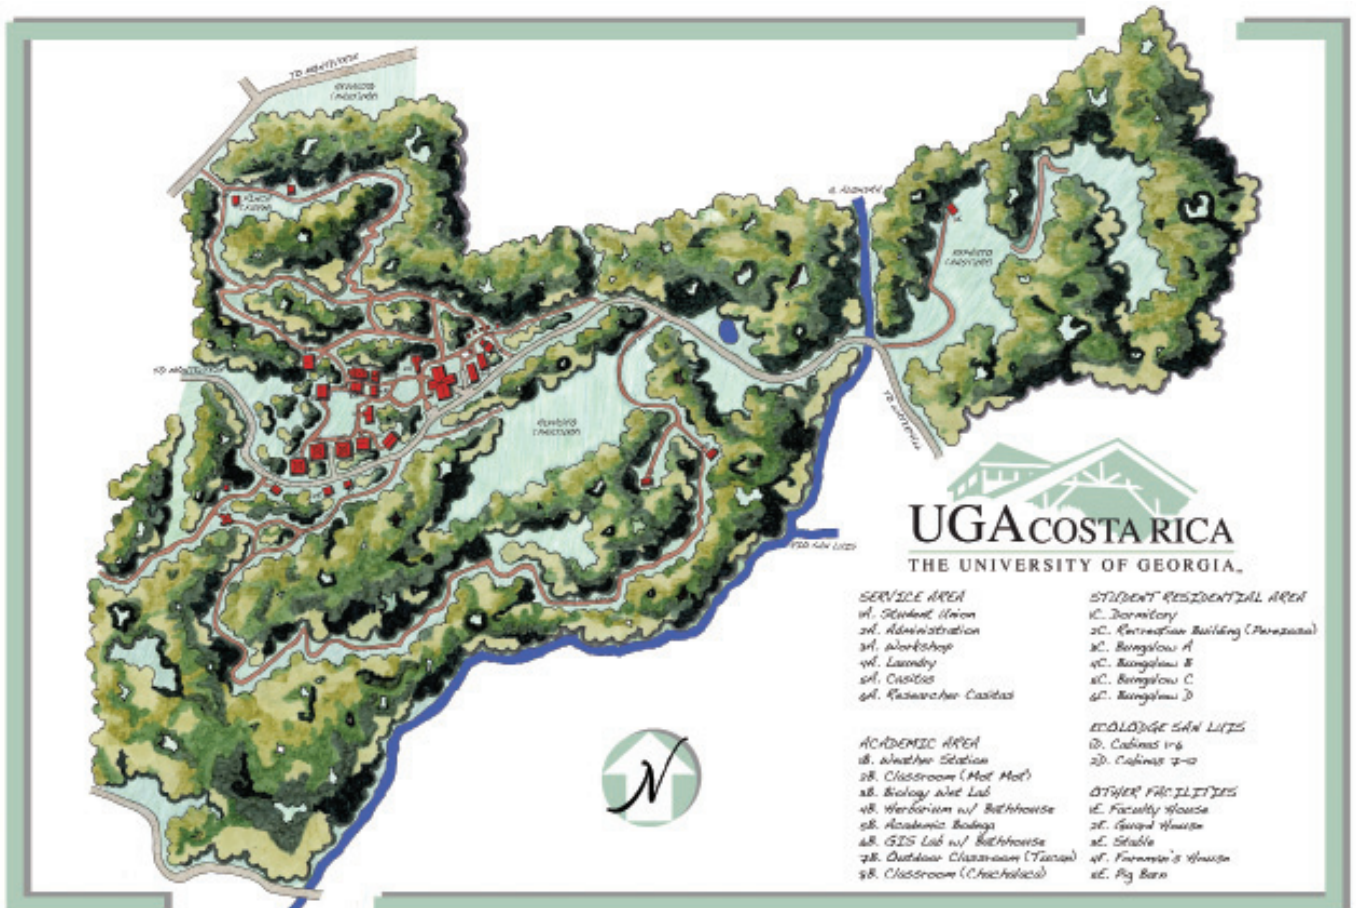 TO MONTEVERDE
R. ALONDRA
RIO SAN LUIS
UGA COSTA RICA
THE UNIVERSITY OF GEORGIA
SERVICE AREA
1A. Student Union
2A. Administration
3A. Workshop
4A. Laundry
5A. Casitas
6A. Researcher Casitas
ACADEMIC AREA
1B. Weather Station
2B. Classroom (Mot Mot)
3B. Biology Wet Lab
4B. Herbarium w/ Bathhouse
5B. Academic Bodega
6B. GIS Lab w/ Bathhouse
7B. Outdoor Classroom (Tucan)
8B. Classroom (Chachalaca)
STUDENT RESIDENTIAL AREA
1C. Dormitory
2C. Recreation Building (Perezoso)
3C. Bungalow A
4C. Bungalow B
5C. Bungalow C
6C. Bungalow D
ECOLODGE SAN LUIS
1D. Cabinas 1-6
2D. Cabinas 7-12
OTHER FACILITIES
1E. Faculty House
2E. Guard House
3E. Stable
4E. Foreman's House
5E. Pig Barn
N